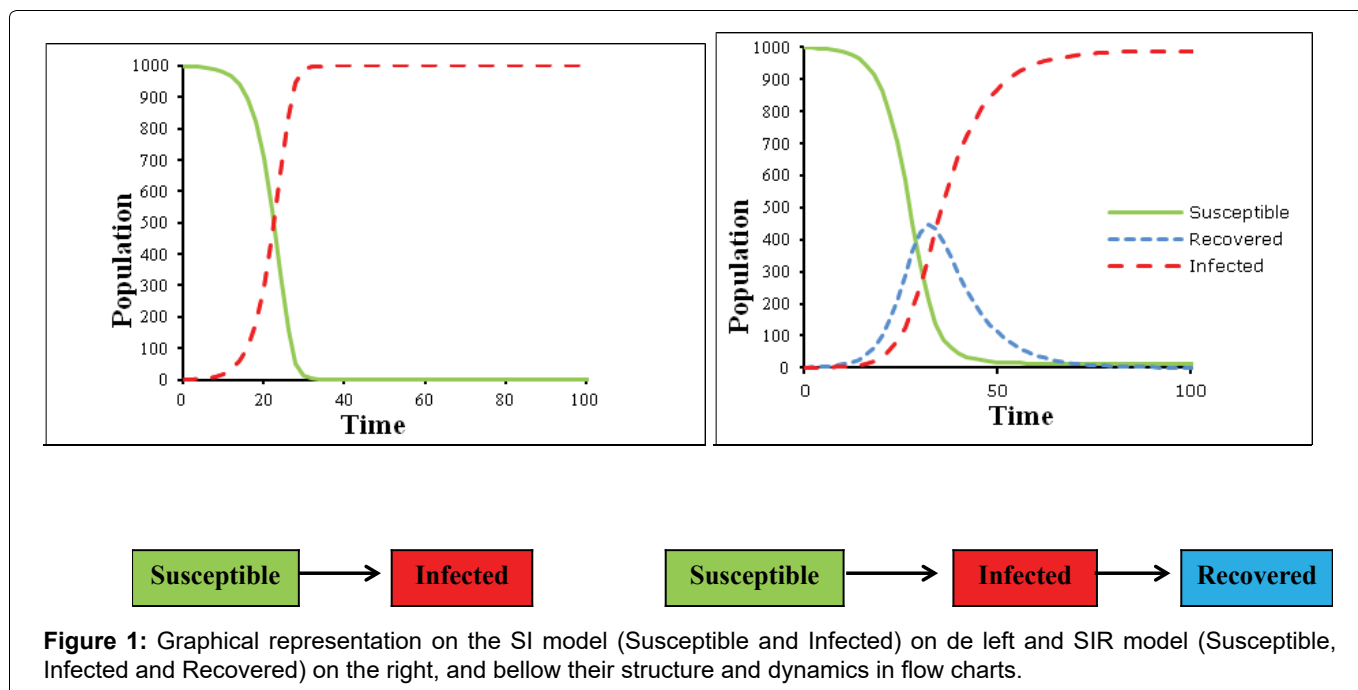 1000
900
800
700
600
500
400
300
200
100
0
Population
0 20 40 60 80 100
Time
1000
900
800
700
600
500
400
300
200
100
0
Population
0 50 100
Time
Susceptible
Recovered
Infected
Susceptible Infected
Susceptible Infected Recovered
Figure 1: Graphical representation on the SI model (Susceptible and Infected) on de left and SIR model (Susceptible,
Infected and Recovered) on the right, and bellow their structure and dynamics in flow charts.